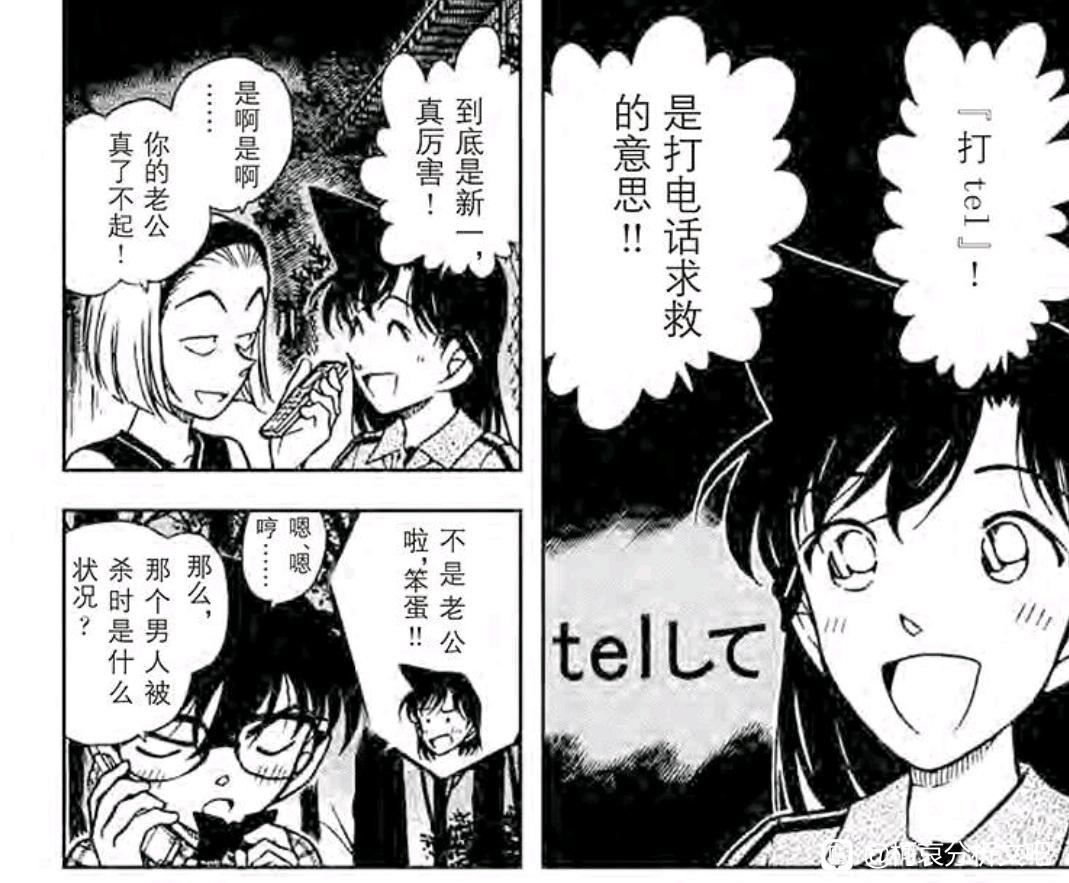 『打tel』！
是打电话求救
的意思!!
telして
到底是新一，
真厉害！
是啊是啊
……
你的老公
真了不起！
不是老公
啦，笨蛋!!
嗯、嗯
哼……
那么，
那个男人被
杀时是什么
状况？